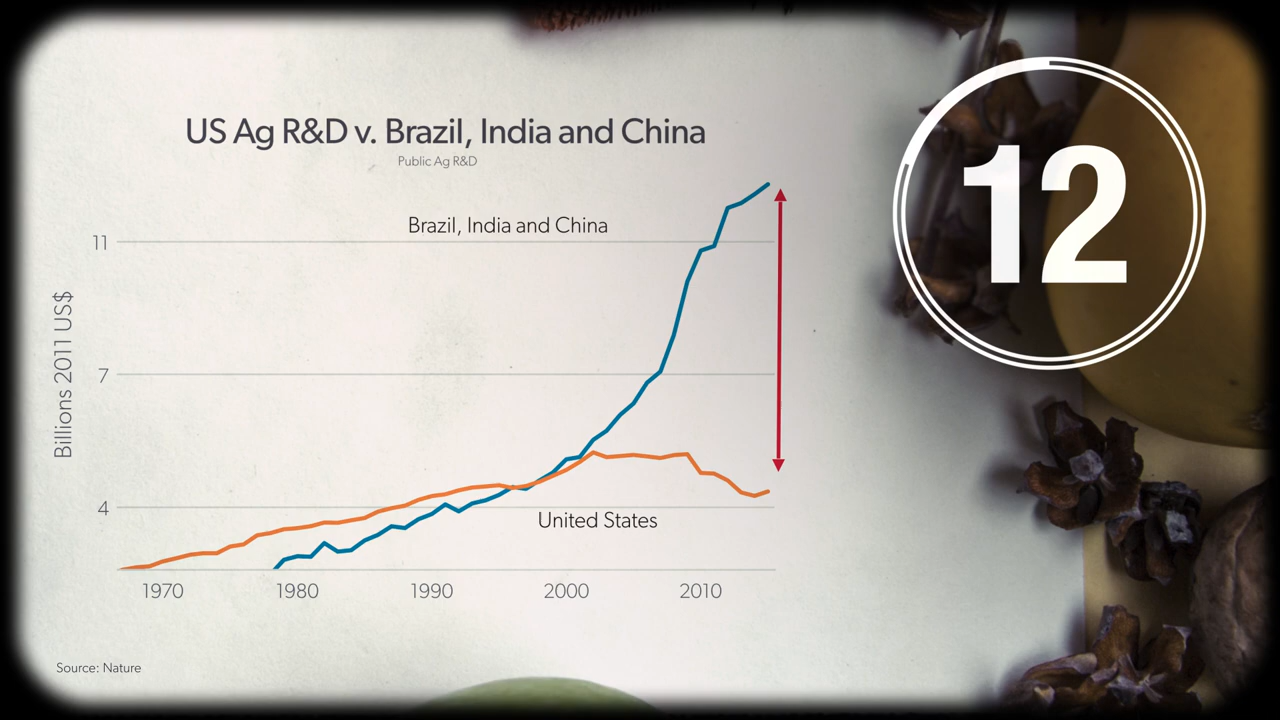 US Ag R&D v. Brazil, India and China
Public Ag R&D
12
Brazil, India and China
11
Billions 2011 US$
7
4
United States
1970 1980 1990 2000 2010
Source: Nature